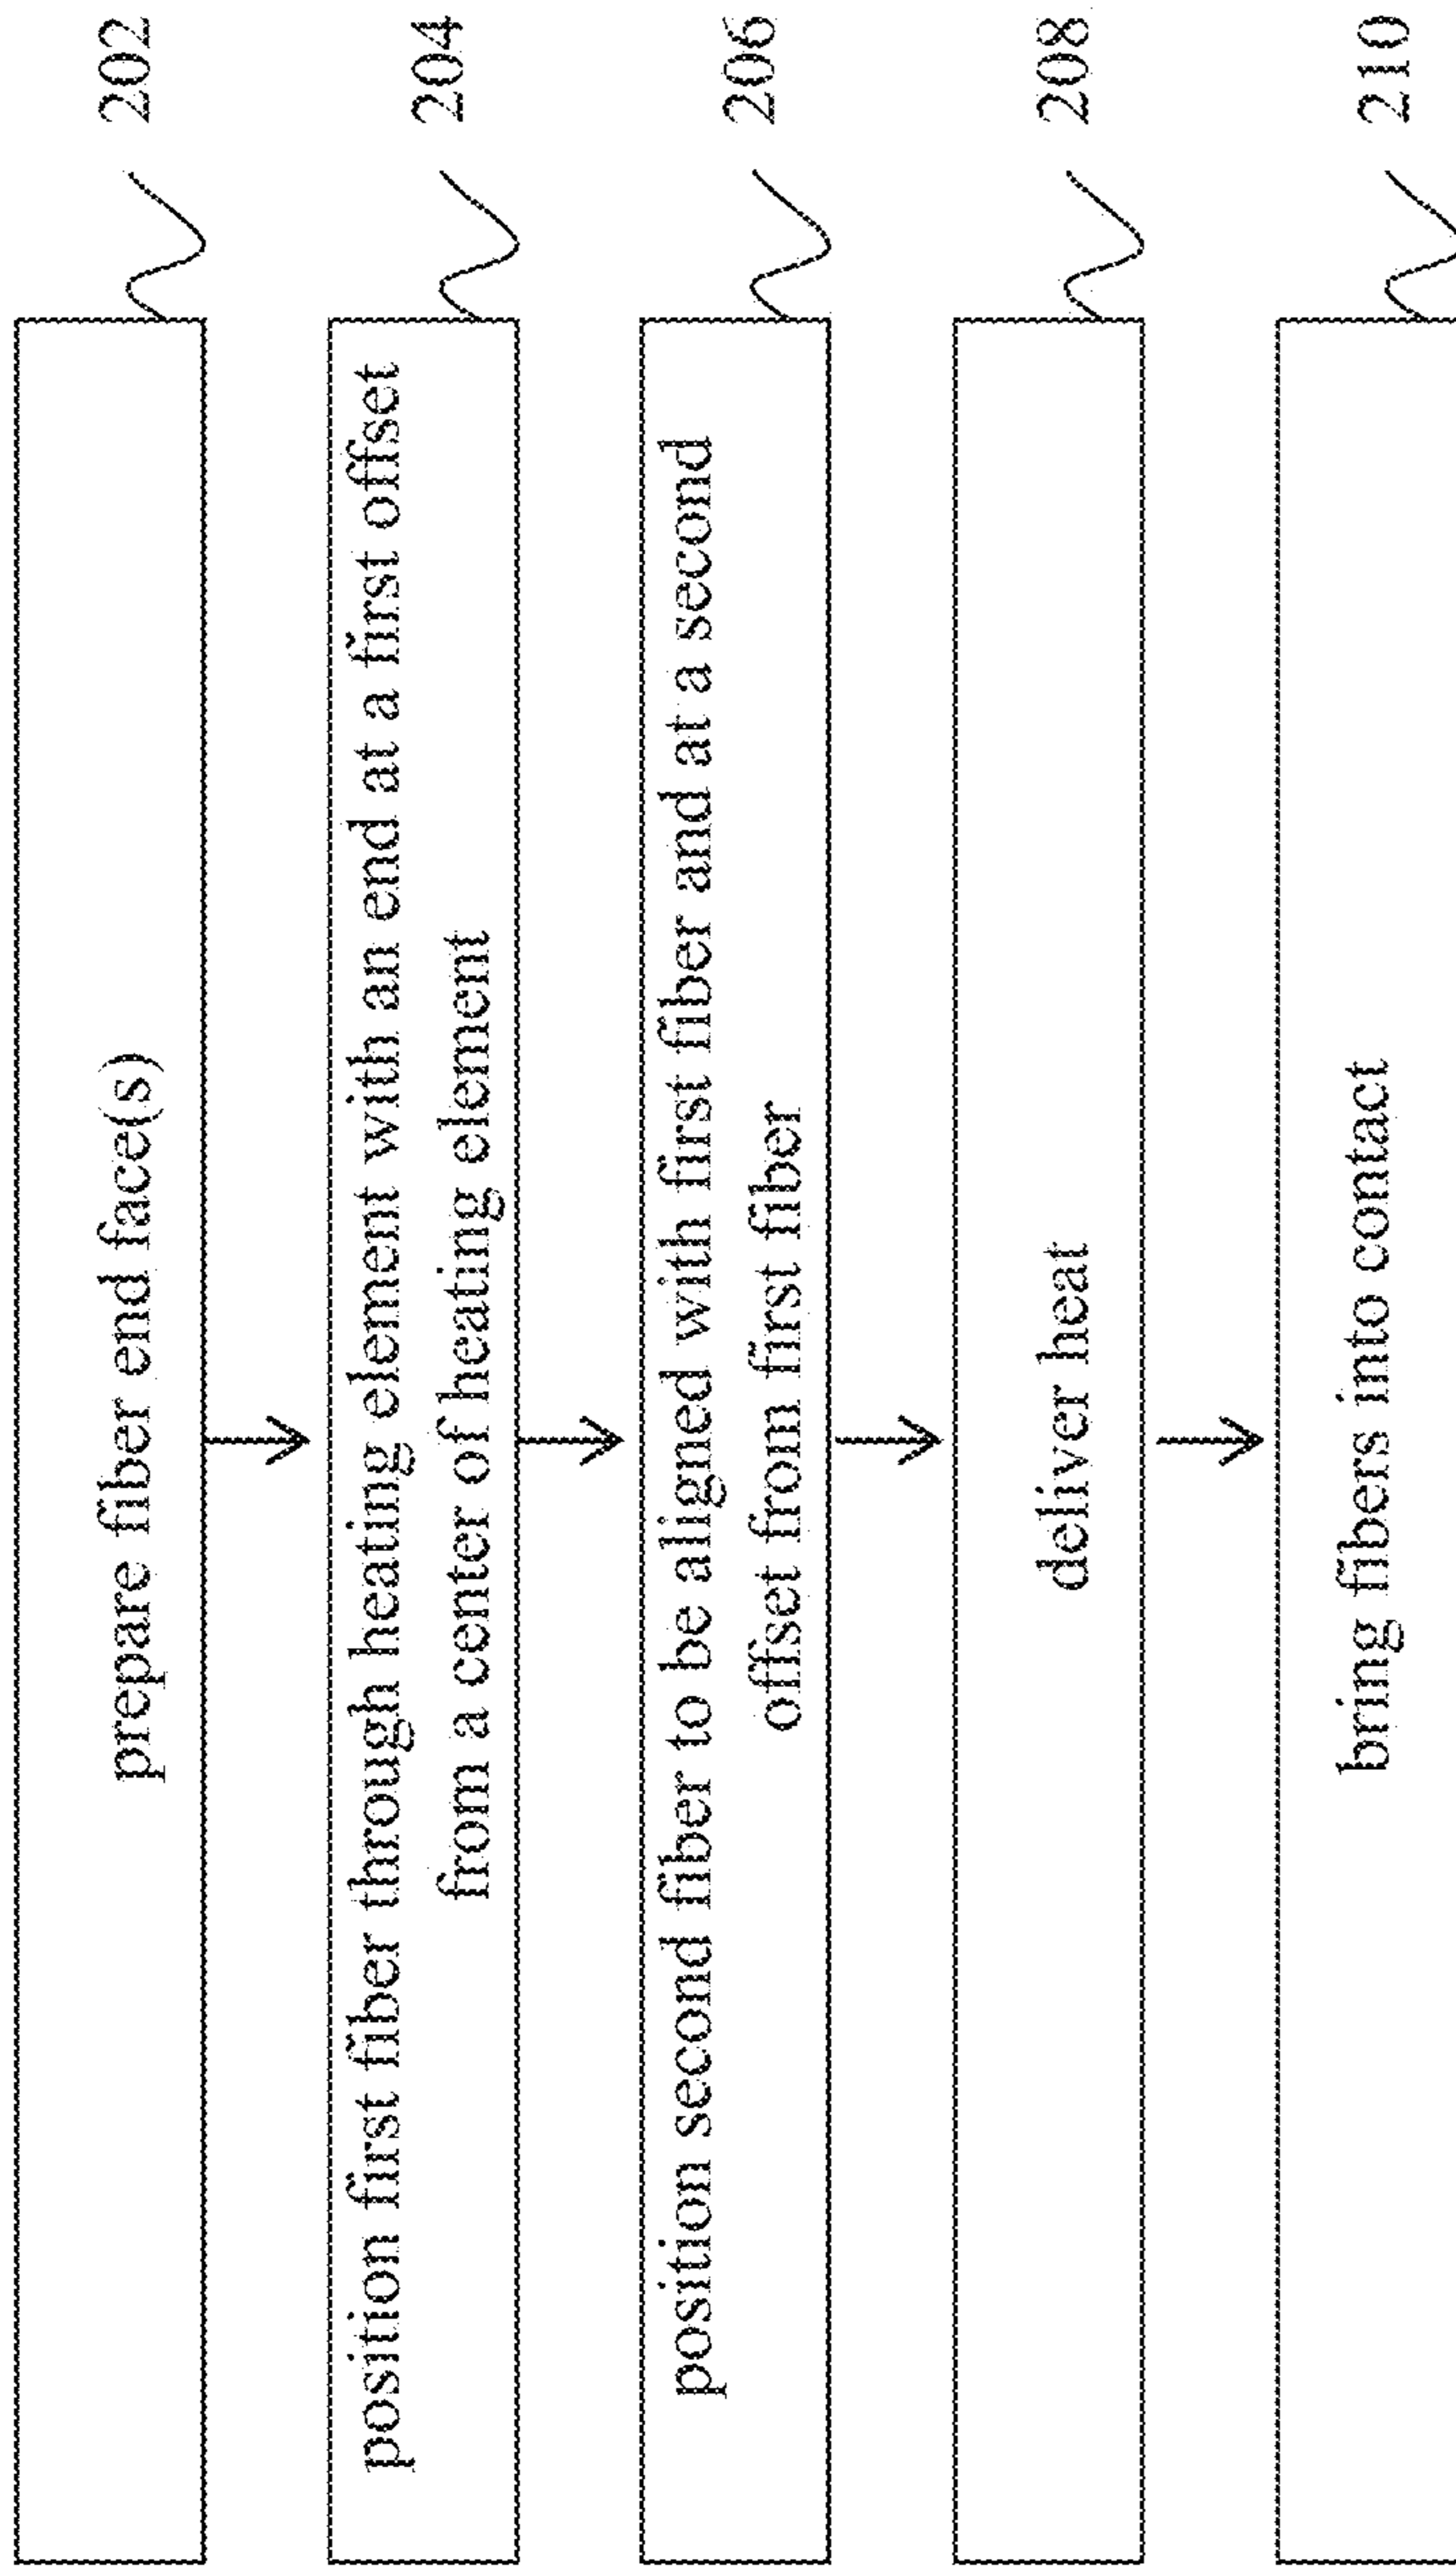 prepare fiber end face(s)
202
position first fiber through heating element with an end at a first offset
from a center of heating element
204
position second fiber to be aligned with first fiber and at a second
offset from first fiber
206
deliver heat
208
bring fibers into contact
210